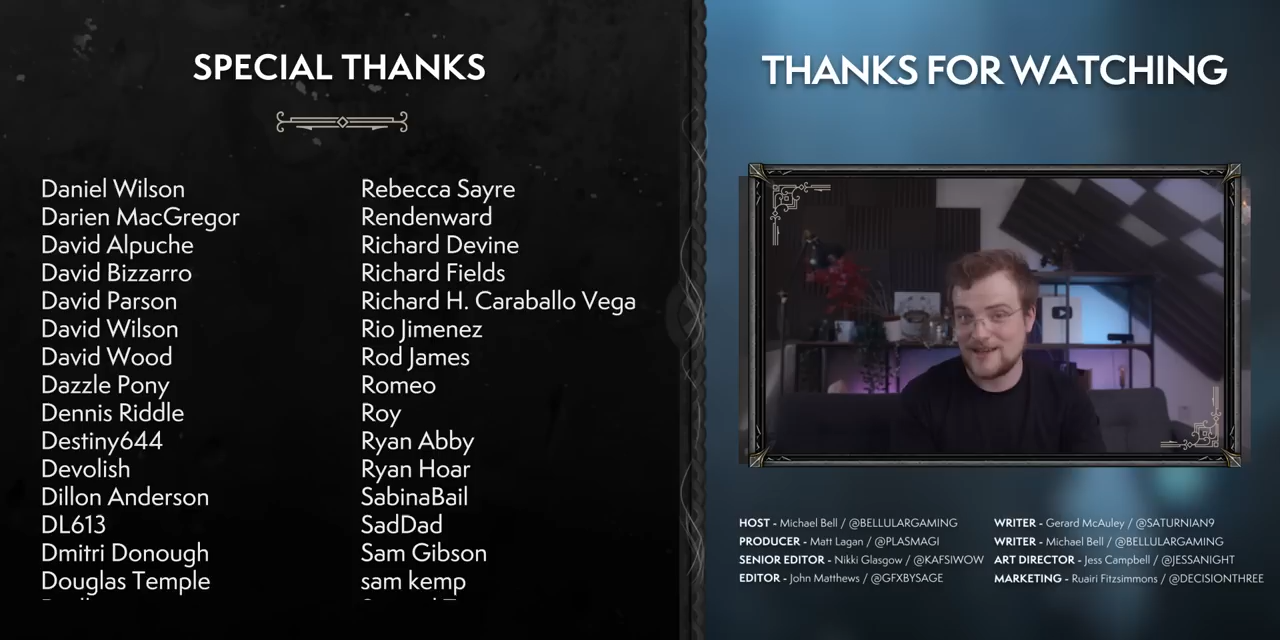 SPECIAL THANKS
Daniel Wilson
Darien MacGregor
David Alpuche
David Bizzarro
David Parson
David Wilson
David Wood
Dazzle Pony
Dennis Riddle
Destiny644
Devolish
Dillon Anderson
DL613
Dmitri Donough
Douglas Temple
Rebecca Sayre
Rendenward
Richard Devine
Richard Fields
Richard H. Caraballo Vega
Rio Jimenez
Rod James
Romeo
Roy
Ryan Abby
Ryan Hoar
SabinaBail
SadDad
Sam Gibson
sam kemp
THANKS FOR WATCHING
HOST - Michael Bell / @BELLULARGAMING
PRODUCER - Matt Lagan / @PLASMAGI
SENIOR EDITOR - Nikki Glasgow / @KAFSIWOW
EDITOR - John Matthews / @GFXBYSAGE
WRITER - Gerard McAuley / @SATURNIAN9
WRITER - Michael Bell / @BELLULARGAMING
ART DIRECTOR - Jess Campbell / @JESSANIGHT
MARKETING - Ruairi Fitzsimmons / @DECISIONTHREE